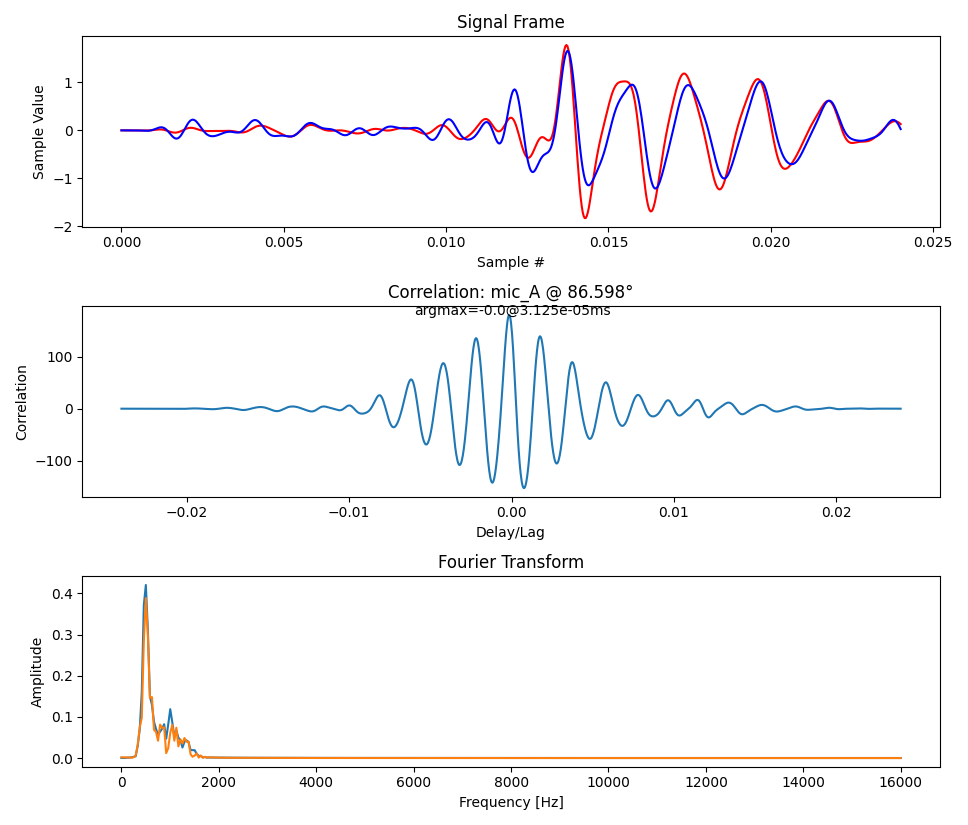 Signal Frame
Sample Value
1
0
−1
−2
0.000 0.005 0.010 0.015 0.020 0.025
Sample #
Correlation: mic_A @ 86.598°
argmax=-0.0@3.125e-05ms
Correlation
100
0
−100
−0.02 −0.01 0.00 0.01 0.02
Delay/Lag
Fourier Transform
Amplitude
0.4
0.3
0.2
0.1
0.0
0 2000 4000 6000 8000 10000 12000 14000 16000
Frequency [Hz]